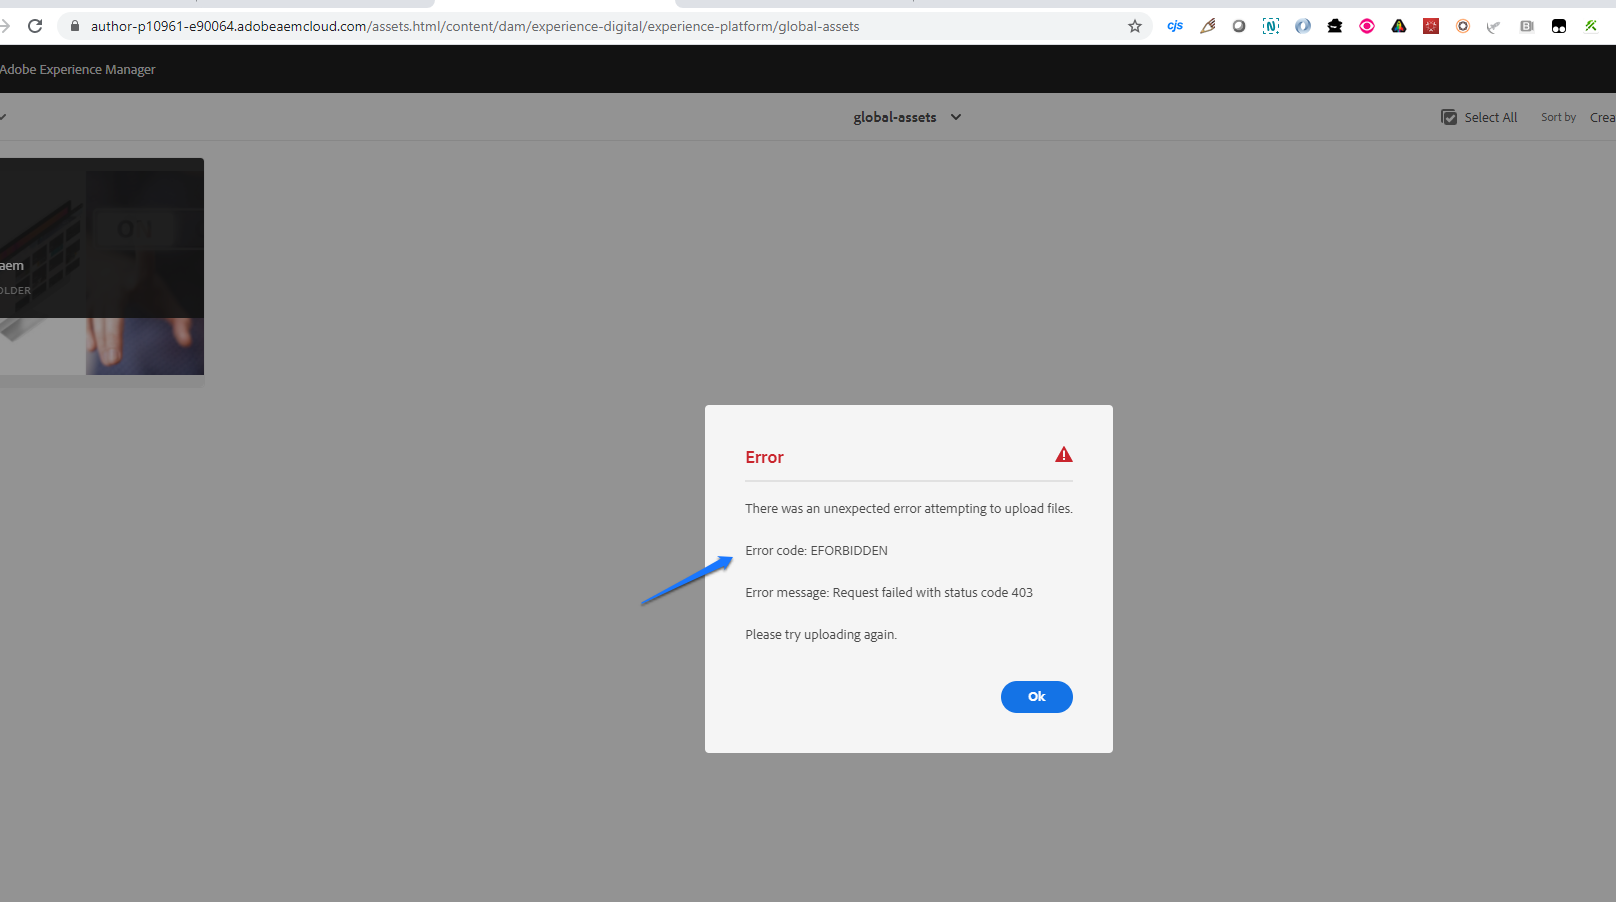 author-p10961-e90064.adobeaemcloud.com/assets.html/content/dam/experience-digital/experience-platform/global-assets
cjs
N
Adobe Experience Manager
global-assets
Select All
Sort by
Crea
aem
OLDER
Error
There was an unexpected error attempting to upload files.
Error code: EFORBIDDEN
Error message: Request failed with status code 403
Please try uploading again.
Ok